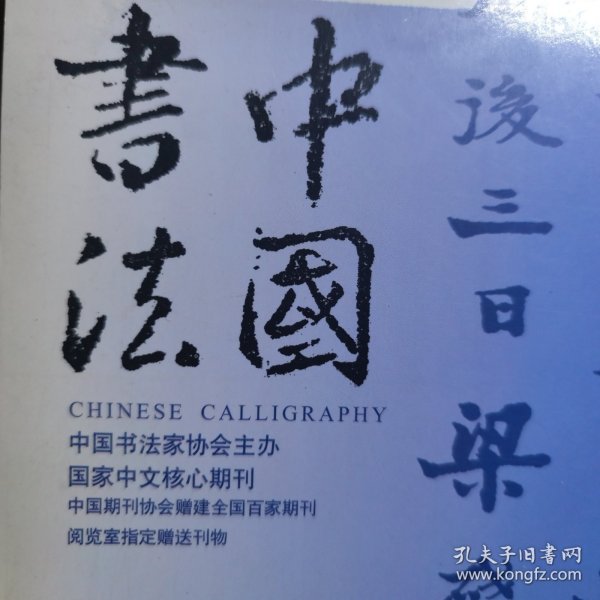 中國
書法
CHINESE CALLIGRAPHY
中国书法家协会主办
国家中文核心期刊
中国期刊协会赠建全国百家期刊
阅览室指定赠送刊物
後三日梁
孔夫子旧书网
www.kongfz.com